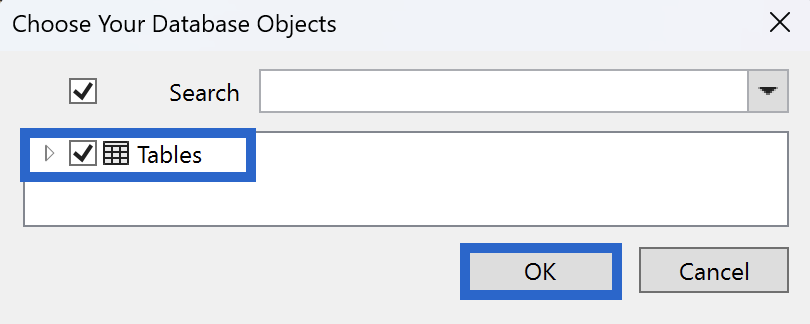 Choose Your Database Objects
Search
Tables
OK
Cancel